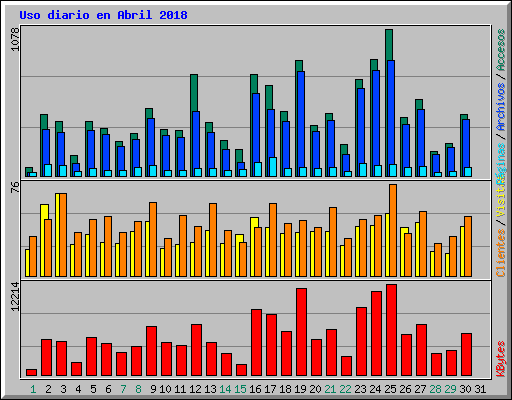 Uso diario en Abril 2018
1078
76
12214
Accesos / Archivos / Páginas
Clientes / visitas
KBytes
1 2 3 4 5 6 7 8 9 10 11 12 13 14 15 16 17 18 19 20 21 22 23 24 25 26 27 28 29 30 31